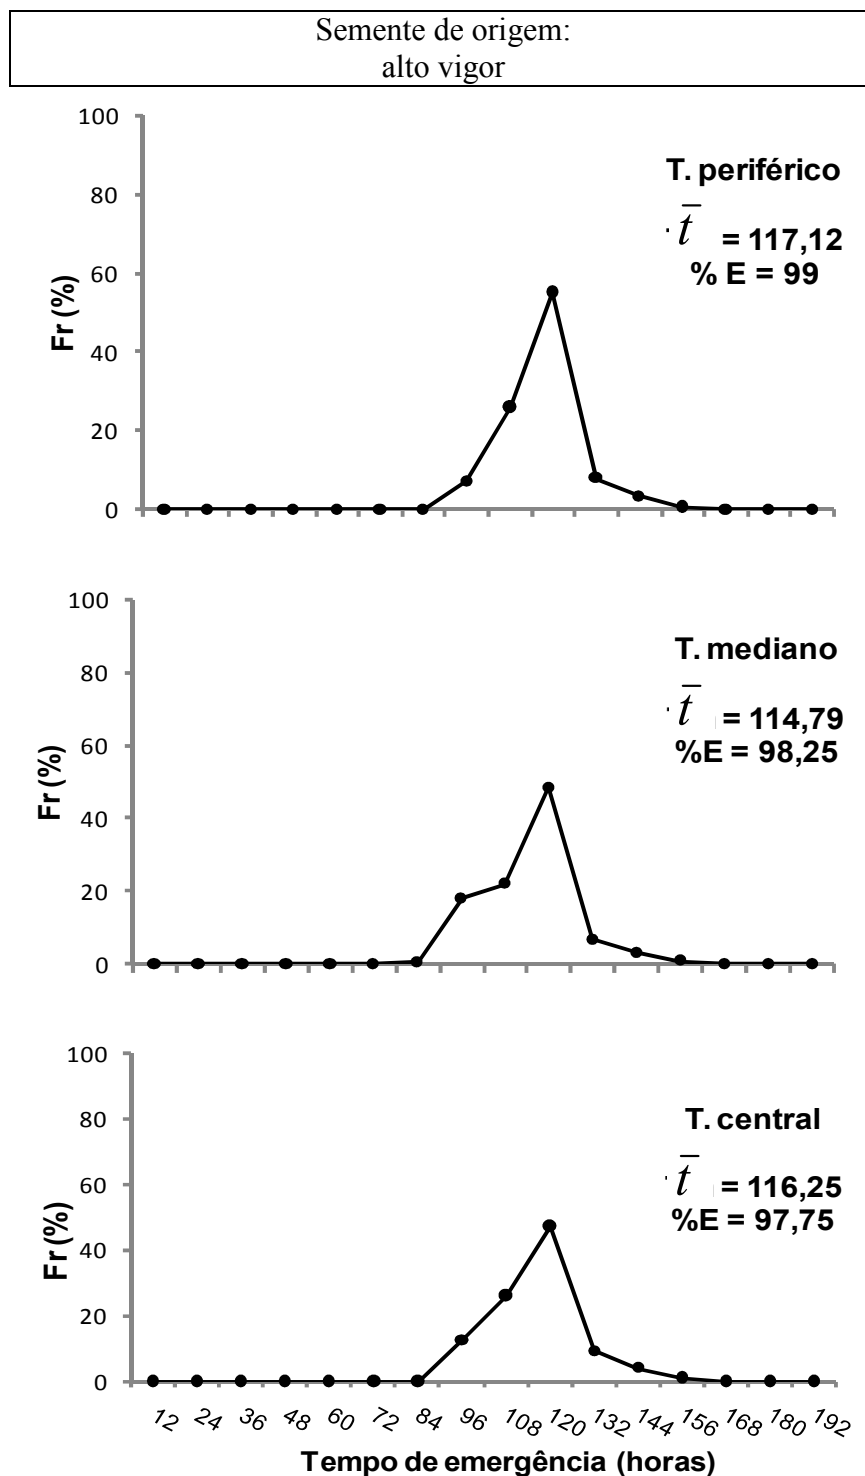 Semente de origem:
alto vigor
100
80
60
40
20
0
Fr (%)
T. periférico
t̅ = 117,12
% E = 99
100
80
60
40
20
0
Fr (%)
T. mediano
t̅ = 114,79
%E = 98,25
100
80
60
40
20
0
Fr (%)
T. central
t̅ = 116,25
%E = 97,75
12 24 36 48 60 72 84 96 108 120 132 144 156 168 180 192
Tempo de emergência (horas)